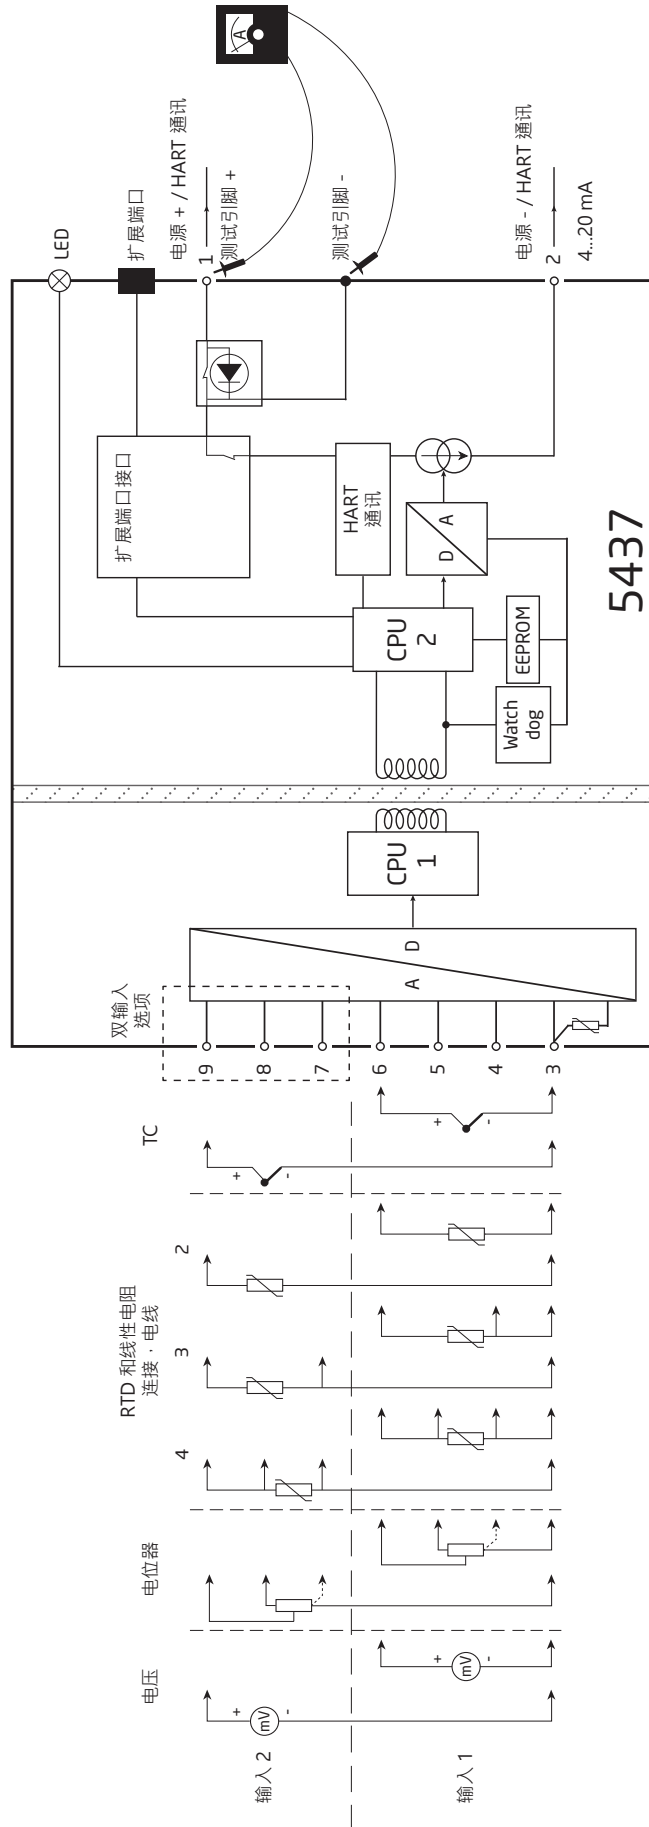 电压
电位器
RTD 和线性电阻
连接，电线
4
3
2
TC
双输入
选项
输入 2
+
mV
-
+
-
输入 1
+
mV
-
+
-
9
8
7
6
5
4
3
A
D
CPU
1
CPU
2
Watch
dog
EEPROM
D
A
HART
通讯
扩展端口接口
LED
扩展端口
电源 + / HART 通讯
1
测试引脚 +
测试引脚 -
电源 - / HART 通讯
2
4...20 mA
A
5437